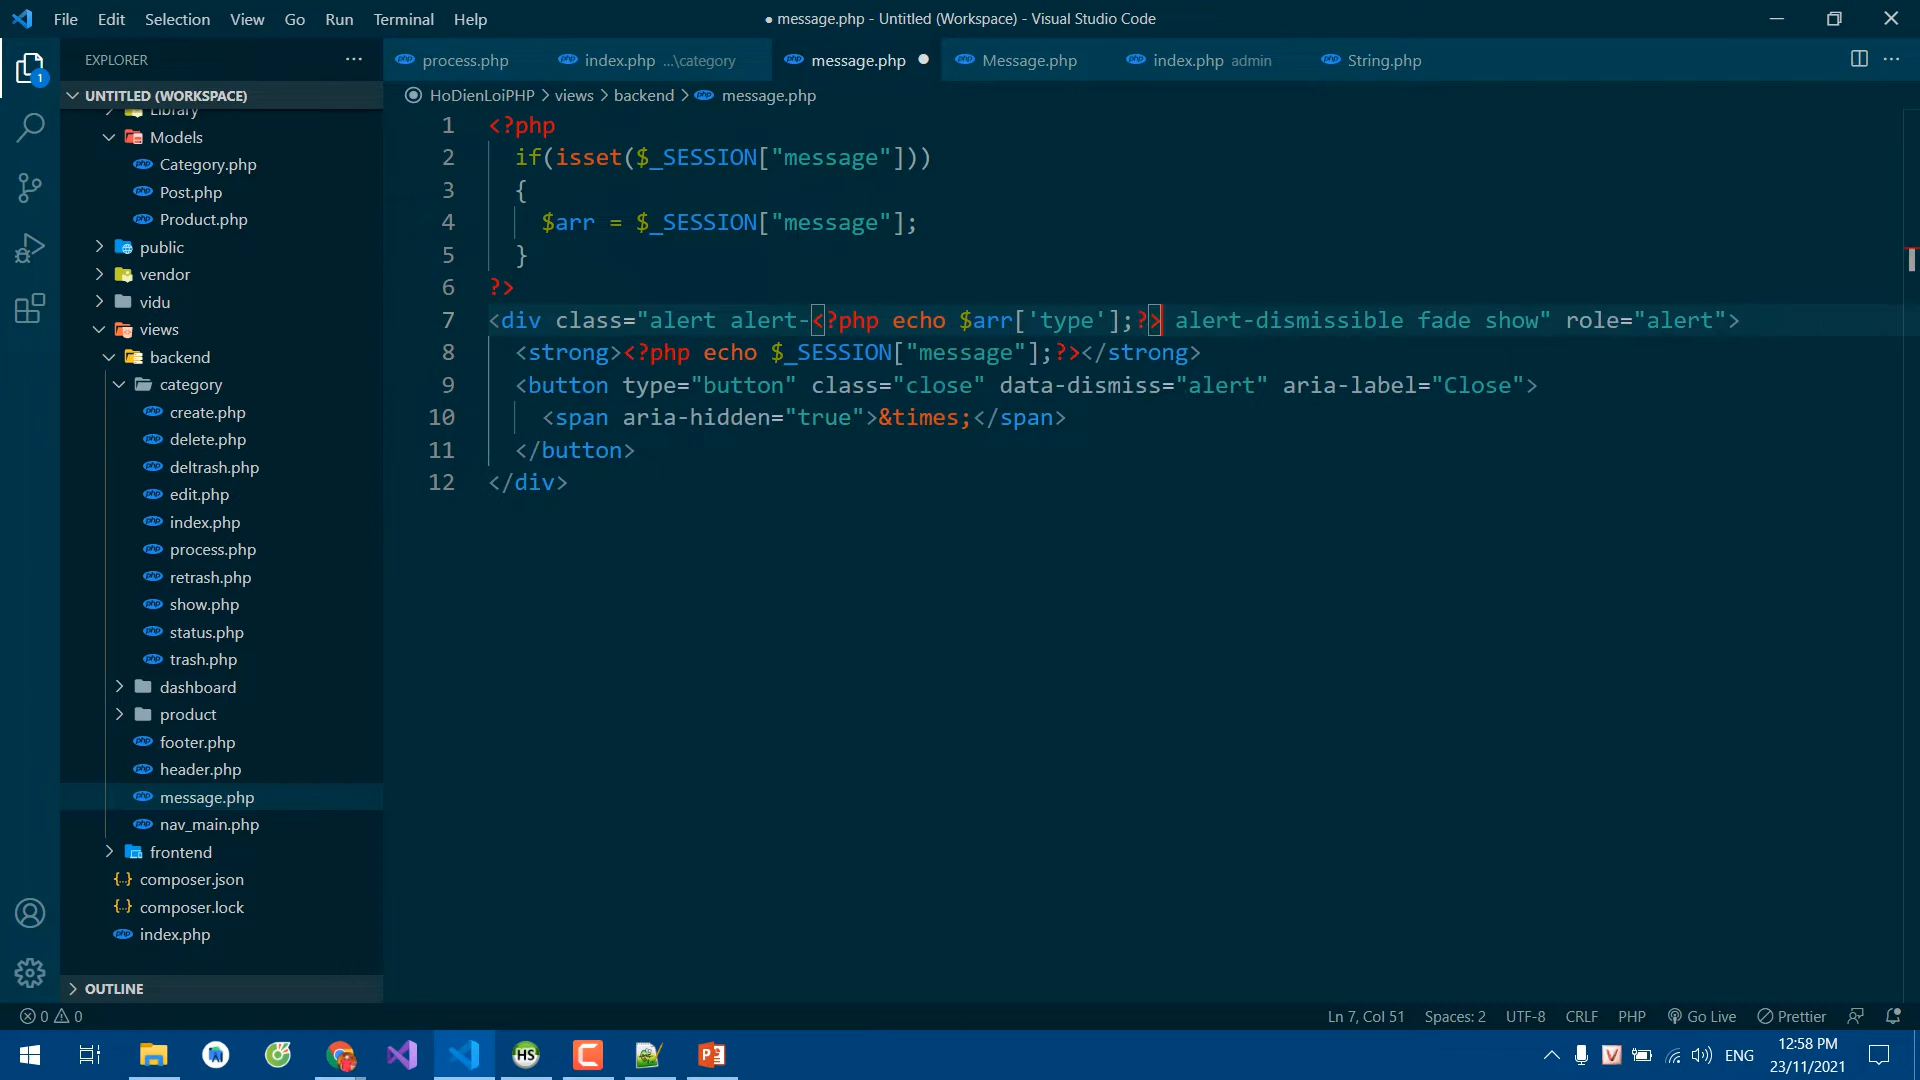 File Edit Selection View Go Run Terminal Help
● message.php - Untitled (Workspace) - Visual Studio Code
EXPLORER
process.php
index.php ...\category
message.php
Message.php
index.php admin
String.php
UNTITLED (WORKSPACE)
HoDienLoiPHP > views > backend > message.php
Library
Models
Category.php
Post.php
Product.php
public
vendor
vidu
views
backend
category
create.php
delete.php
deltrash.php
edit.php
index.php
process.php
retrash.php
show.php
status.php
trash.php
dashboard
product
footer.php
header.php
message.php
nav_main.php
frontend
composer.json
composer.lock
index.php
OUTLINE
1 <?php
2 if(isset($_SESSION["message"]))
3 {
4 $arr = $_SESSION["message"];
5 }
6 ?>
7 <div class="alert alert-<?php echo $arr['type'];?> alert-dismissible fade show" role="alert">
8 <strong><?php echo $_SESSION["message"];?></strong>
9 <button type="button" class="close" data-dismiss="alert" aria-label="Close">
10 <span aria-hidden="true">&times;</span>
11 </button>
12 </div>
0 0
Ln 7, Col 51 Spaces: 2 UTF-8 CRLF PHP Go Live Prettier
1
HS
ENG
12:58 PM
23/11/2021